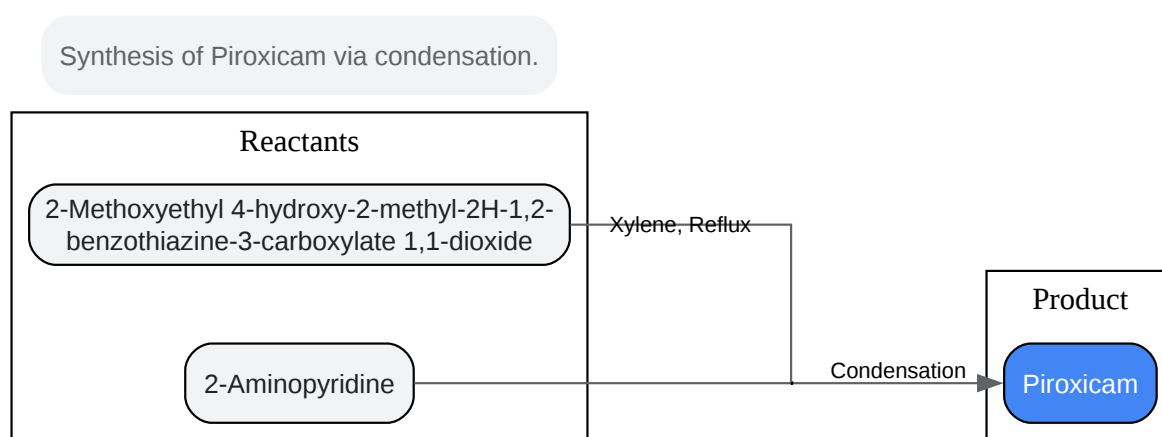 Synthesis of Piroxicam via condensation.
Reactants
2-Methoxyethyl 4-hydroxy-2-methyl-2H-1,2-
benzothiazine-3-carboxylate 1,1-dioxide
Xylene, Reflux
Product
2-Aminopyridine
Condensation
Piroxicam